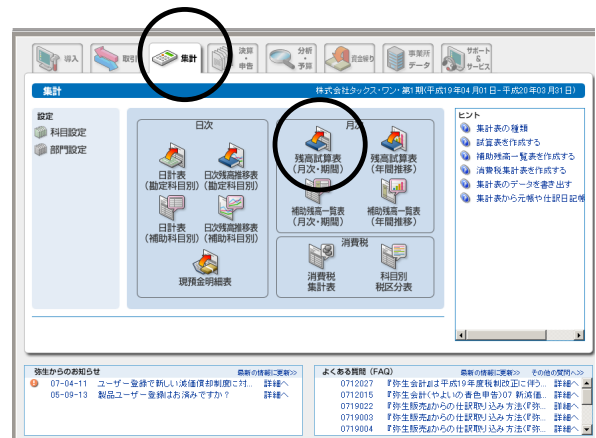 導入
取引
集計
決算・申告
分析・予算
資金繰り
事業所データ
サポート&サービス
集計
株式会社タックス・ワン・第1期(平成19年04月01日-平成20年03月31日)
設定
科目設定
部門設定
日次
日計表
(勘定科目別)
日次残高推移表
(勘定科目別)
日計表
(補助科目別)
日次残高推移表
(補助科目別)
現預金明細表
月次
残高試算表
(月次・期間)
残高試算表
(年間推移)
補助残高一覧表
(月次・期間)
補助残高一覧表
(年間推移)
消費税
消費税
集計表
科目別
税区分表
ヒント
集計表の種類
試算表を作成する
補助残高一覧表を作成する
消費税集計表を作成する
集計表のデータを書き出す
集計表から元帳や仕訳日記帳
弥生からのお知らせ
最新の情報に更新>>
07-04-11 ユーザー登録で新しい減価償却制度に対.. 詳細へ
05-09-13 製品ユーザー登録はお済みですか? 詳細へ
よくある質問 (FAQ)
最新の情報に更新>> その他の質問へ>>
0712027 『弥生会計』は平成19年度税制改正に伴う.. 詳細へ
0712015 『弥生会計(やよいの青色申告)07 新減価.. 詳細へ
0719022 『弥生販売』からの仕訳取り込み方法(『弥.. 詳細へ
0719003 『弥生販売』からの仕訳取り込み方法(『弥.. 詳細へ
0719004 『弥生販売』からの仕訳取り込み方法(『弥.. 詳細へ